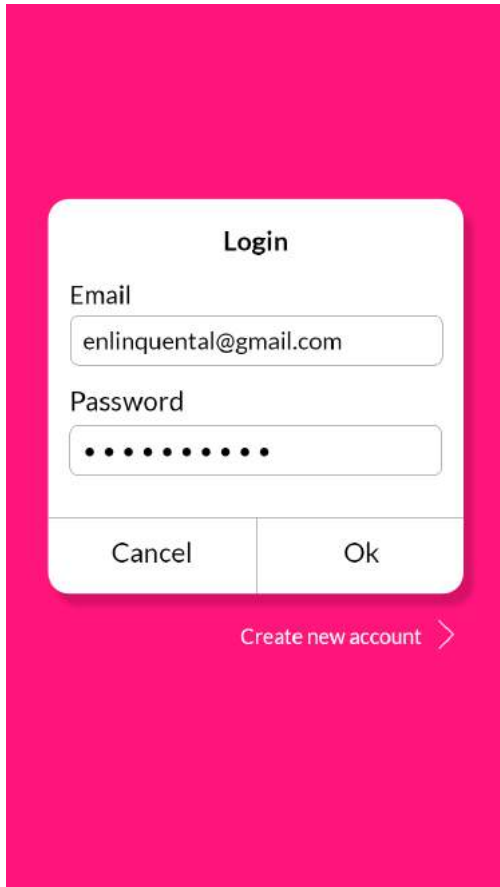 Login
Email
enlinquental@gmail.com
Password
••••••••••
Cancel Ok
Create new account